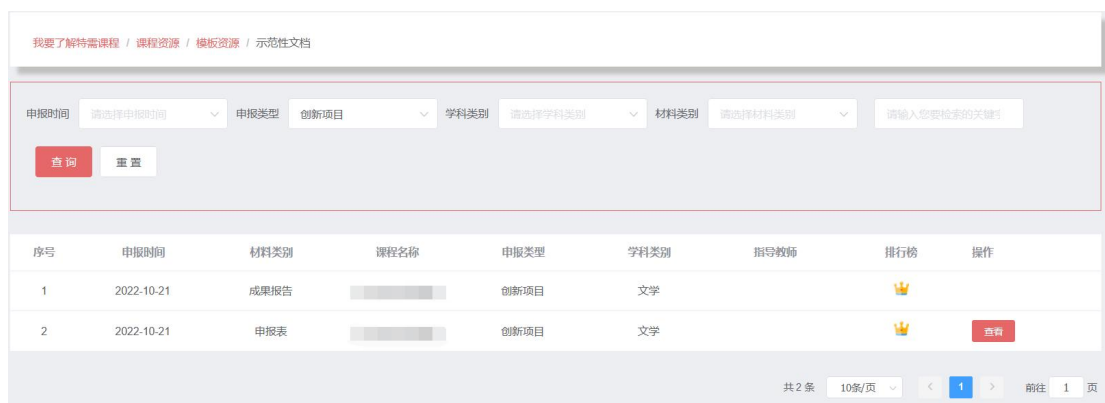 我要了解特需课程 / 课程资源 / 模板资源 / 示范性文档
申报时间 请选择申报时间 申报类型 创新项目 学科类别 请选择学科类别 材料类别 请选择材料类别 请输入您要检索的关键
查询 重置
序号 申报时间 材料类别 课程名称 申报类型 学科类别 指导教师 排行榜 操作
1 2022-10-21 成果报告 创新项目 文学
2 2022-10-21 申报表 创新项目 文学 查看
共 2 条 10条/页 < 1 > 前往 1 页